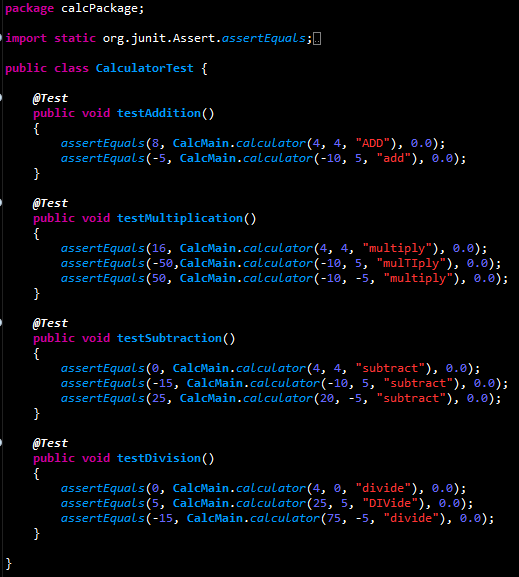 package calcPackage;
import static org.junit.Assert.assertEquals;
public class CalculatorTest {
@Test
public void testAddition()
{
assertEquals(8, CalcMain.calculator(4, 4, "ADD"), 0.0);
assertEquals(-5, CalcMain.calculator(-10, 5, "add"), 0.0);
}
@Test
public void testMultiplication()
{
assertEquals(16, CalcMain.calculator(4, 4, "multiply"), 0.0);
assertEquals(-50,CalcMain.calculator(-10, 5, "mulTIply"), 0.0);
assertEquals(50, CalcMain.calculator(-10, -5, "multiply"), 0.0);
}
@Test
public void testSubtraction()
{
assertEquals(0, CalcMain.calculator(4, 4, "subtract"), 0.0);
assertEquals(-15, CalcMain.calculator(-10, 5, "subtract"), 0.0);
assertEquals(25, CalcMain.calculator(20, -5, "subtract"), 0.0);
}
@Test
public void testDivision()
{
assertEquals(0, CalcMain.calculator(4, 0, "divide"), 0.0);
assertEquals(5, CalcMain.calculator(25, 5, "DIVide"), 0.0);
assertEquals(-15, CalcMain.calculator(75, -5, "divide"), 0.0);
}
}